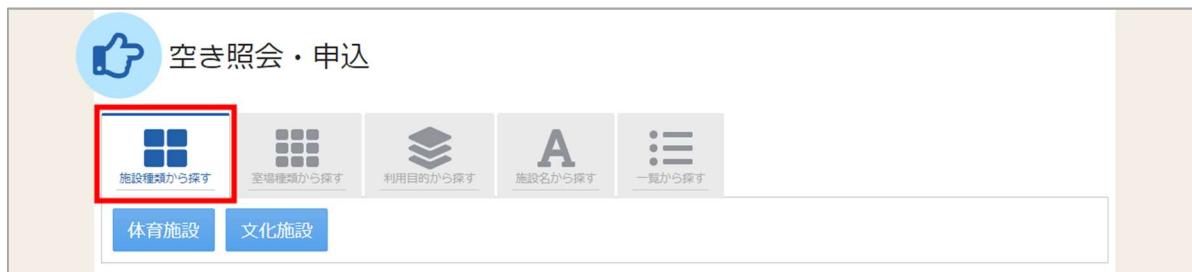 空き照会・申込
施設種類から探す
室場種類から探す
利用目的から探す
A
施設名から探す
一覧から探す
体育施設
文化施設